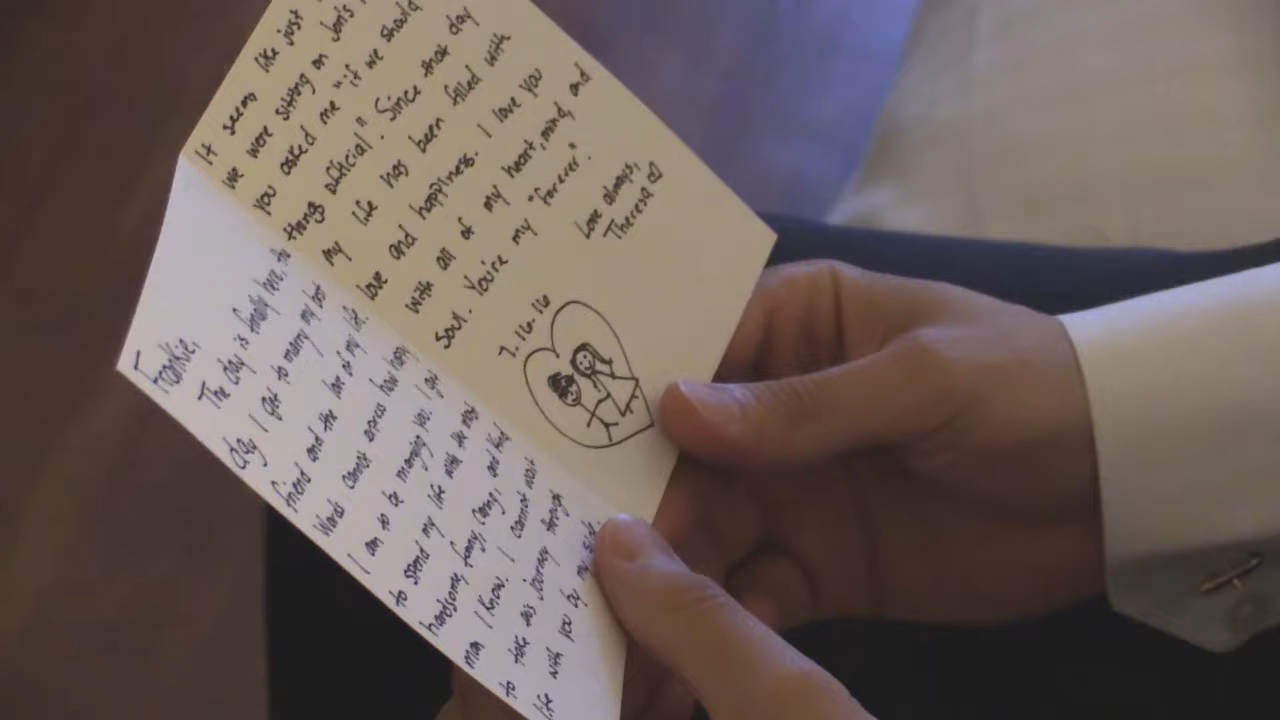 Frankie,
The day is finally here, the
day I get to marry my best
friend and the love of my life.
Words cannot express how happy
I am to be marrying you. I get
to spend my life with the most
handsome, funny, caring, and kind
man I know. I cannot wait
to take this journey through
life with you by my side.
It seems like just
we were sitting on Jon's
you asked me "if we should
things official". Since that day
my life has been filled with
love and happiness. I love you
with all of my heart, mind, and
soul. You're my "forever".
Love always,
Theresa
7.16.16